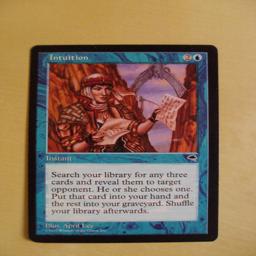 Intuition 2
Instant
Search your library for any three
cards and reveal them to target
opponent. He or she chooses one.
Put that card into your hand and
the rest into your graveyard. Shuffle
your library afterwards.
Illus. April Lee